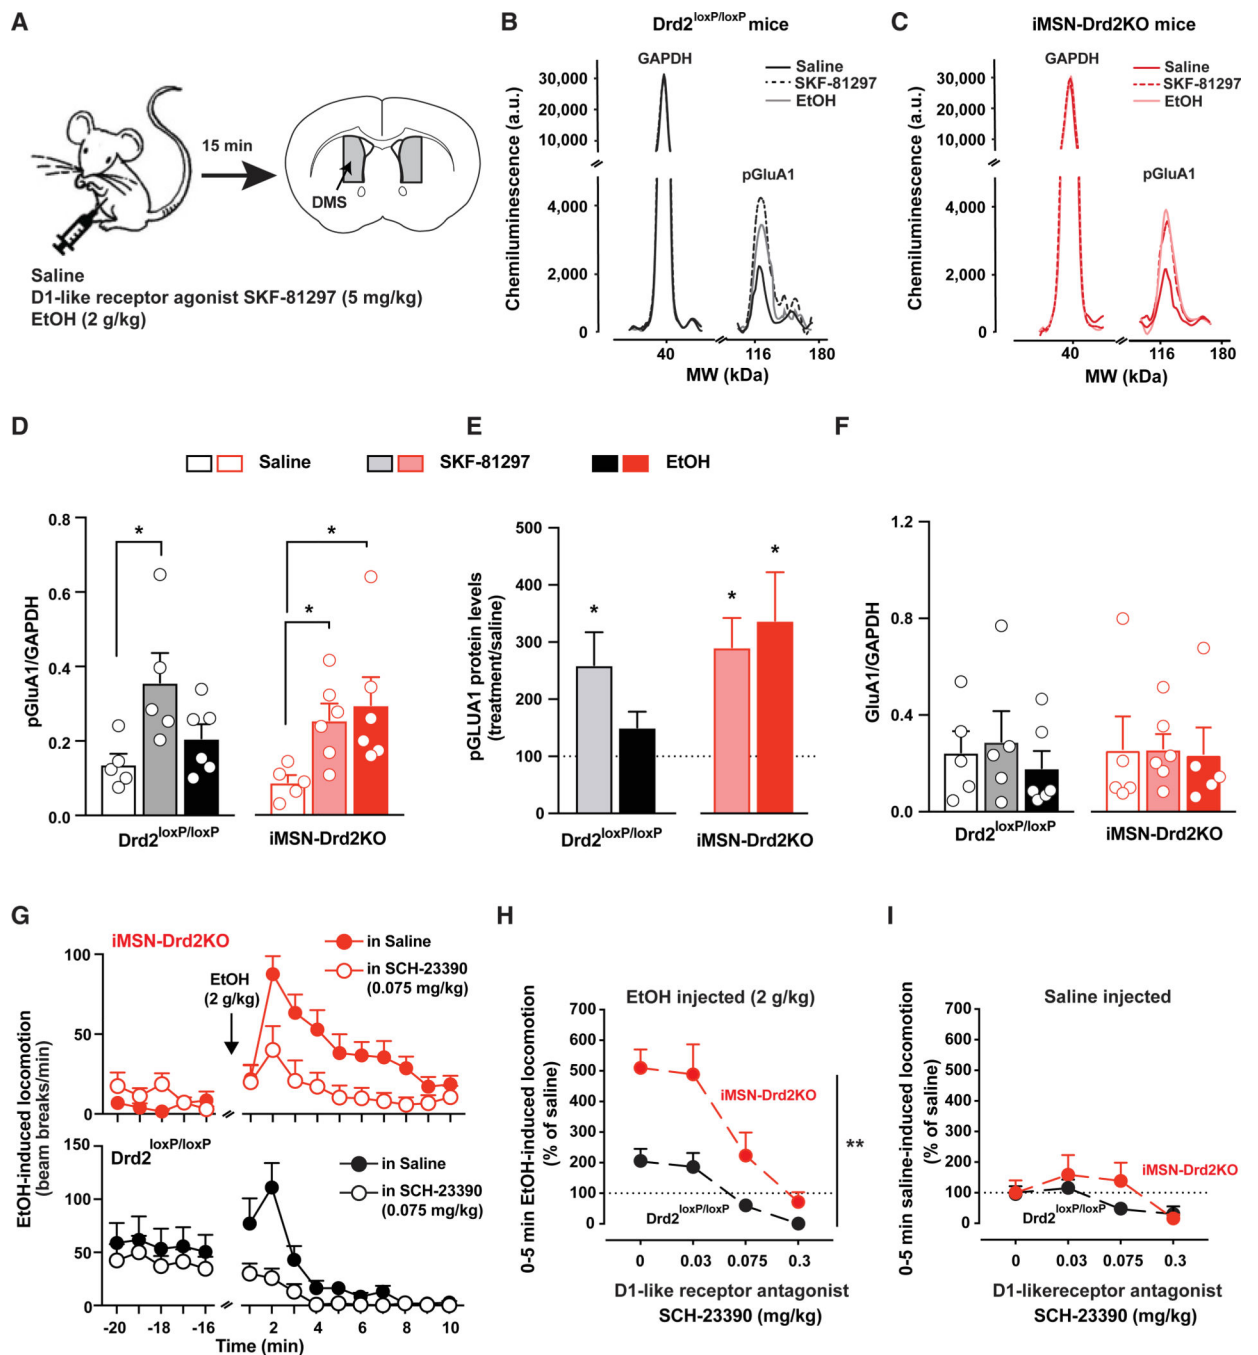 A
15 min
DMS
Saline
D1-like receptor agonist SKF-81297 (5 mg/kg)
EtOH (2 g/kg)
B
Drd2loxP/loxP mice
GAPDH
Saline
SKF-81297
EtOH
pGluA1
Chemiluminescence (a.u.)
30,000
20,000
10,000
4,000
2,000
0
40
116
180
MW (kDa)
C
iMSN-Drd2KO mice
GAPDH
Saline
SKF-81297
EtOH
pGluA1
Chemiluminescence (a.u.)
30,000
20,000
10,000
4,000
2,000
0
40
116
180
MW (kDa)
D
Saline
SKF-81297
EtOH
pGluA1/GAPDH
0.8
0.6
0.4
0.2
0.0
*
*
*
Drd2loxP/loxP
iMSN-Drd2KO
E
pGLUA1 protein levels
(treatment/saline)
500
400
300
200
100
0
*
*
*
Drd2loxP/loxP
iMSN-Drd2KO
F
GluA1/GAPDH
1.2
0.8
0.4
0.0
Drd2loxP/loxP
iMSN-Drd2KO
G
iMSN-Drd2KO
in Saline
in SCH-23390
(0.075 mg/kg)
EtOH
(2 g/kg)
100
50
0
Drd2loxP/loxP
in Saline
in SCH-23390
(0.075 mg/kg)
150
100
50
0
EtOH-induced locomotion
(beam breaks/min)
-20
-18
-16
2
4
6
8
10
Time (min)
H
EtOH injected (2 g/kg)
0-5 min EtOH-induced locomotion
(% of saline)
700
600
500
400
300
200
100
0
iMSN-Drd2KO
**
Drd2loxP/loxP
0
0.03
0.075
0.3
D1-like receptor antagonist
SCH-23390 (mg/kg)
I
Saline injected
0-5 min saline-induced locomotion
(% of saline)
700
600
500
400
300
200
100
0
iMSN-Drd2KO
Drd2loxP/loxP
0
0.03
0.075
0.3
D1-likereceptor antagonist
SCH-23390 (mg/kg)